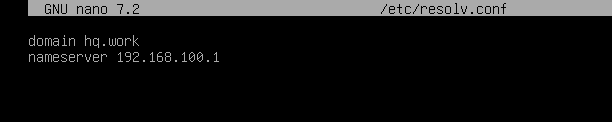 GNU nano 7.2 /etc/resolv.conf
domain hq.work
nameserver 192.168.100.1